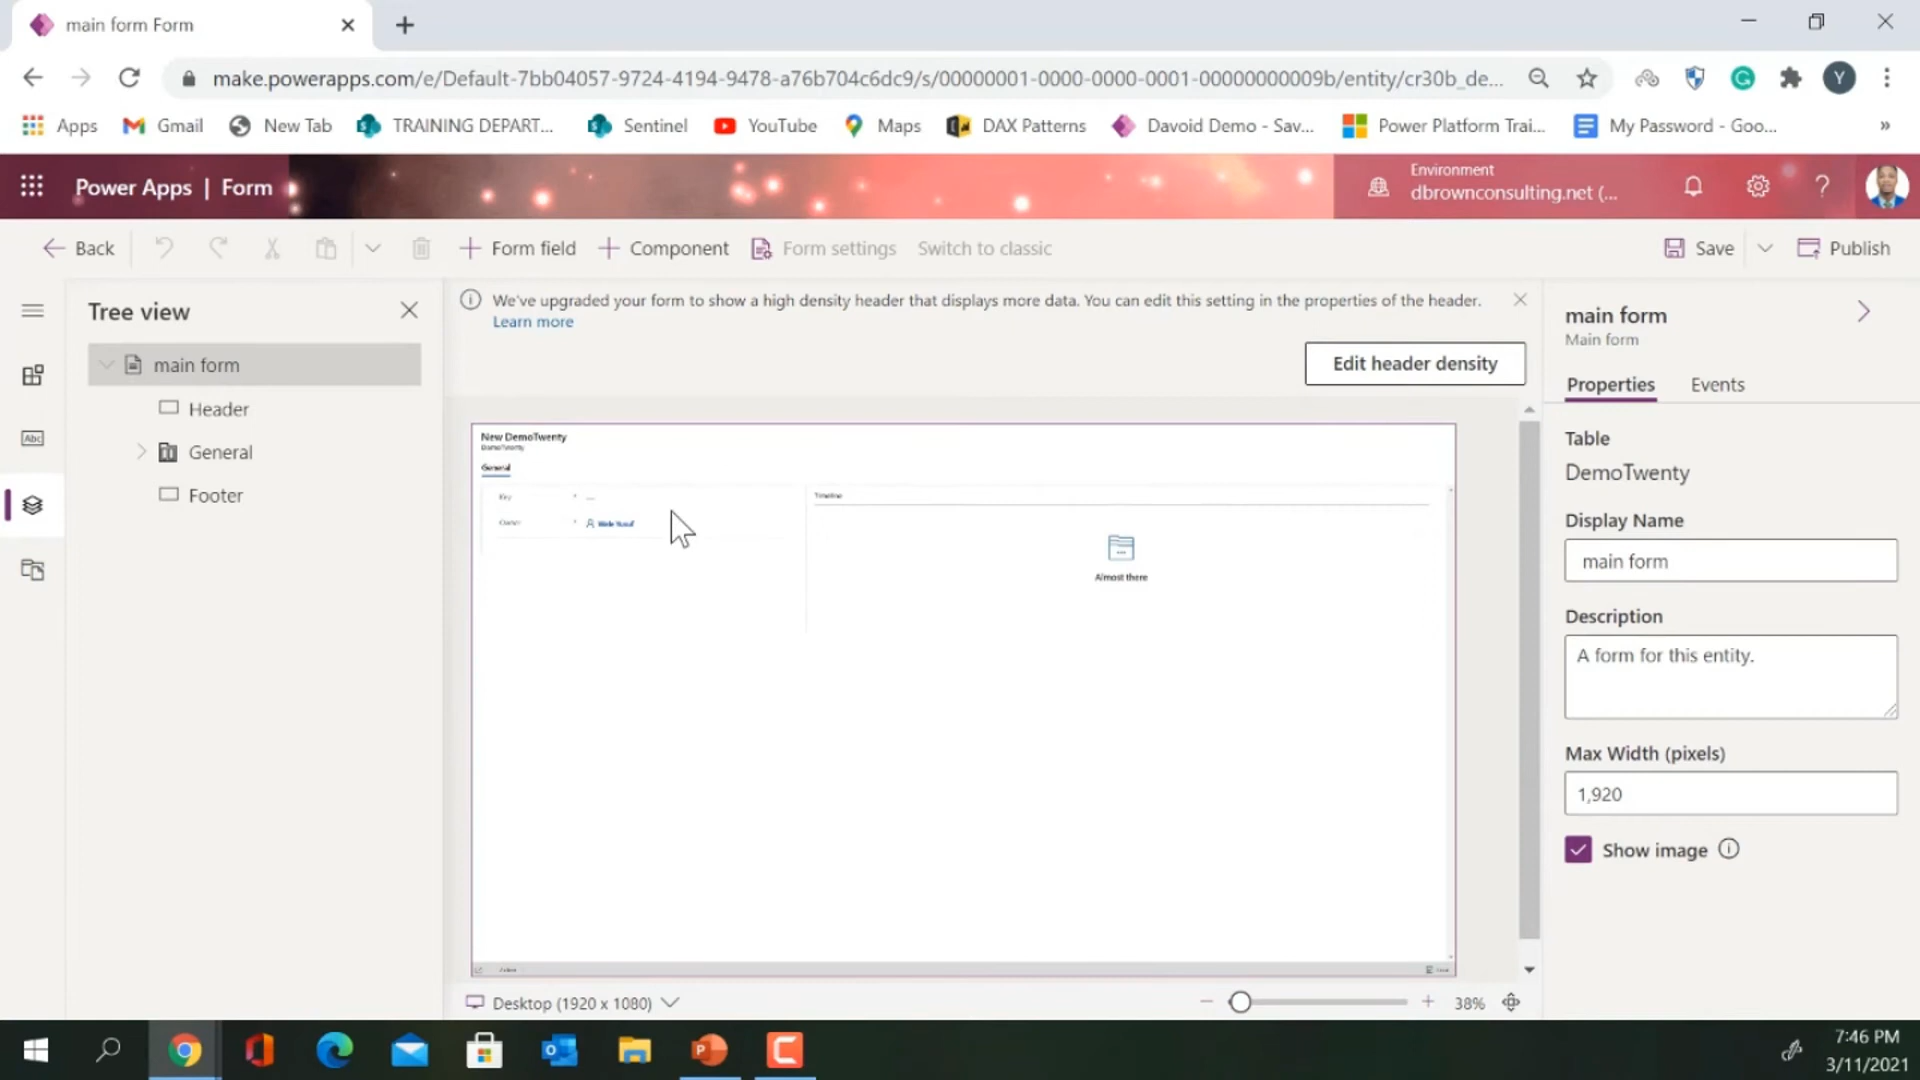 main form Form
make.powerapps.com/e/Default-7bb04057-9724-4194-9478-a76b704c6dc9/s/00000001-0000-0000-0001-00000000009b/entity/cr30b_de...
Y
Apps
Gmail
New Tab
TRAINING DEPART...
Sentinel
YouTube
Maps
DAX Patterns
Davoid Demo - Sav...
Power Platform Trai...
My Password - Goo...
»
Power Apps | Form
Environment
dbrownconsulting.net (...
Back
Form field
Component
Form settings
Switch to classic
Save
Publish
Tree view
main form
Header
General
Footer
Abc
We've upgraded your form to show a high density header that displays more data. You can edit this setting in the properties of the header.
Learn more
Edit header density
New DemoTwenty
DemoTwenty
General
Key * ---
Owner *
Timeline
Almost there
Desktop (1920 x 1080)
38%
main form
Main form
Properties
Events
Table
DemoTwenty
Display Name
main form
Description
A form for this entity.
Max Width (pixels)
1,920
Show image
7:46 PM
3/11/2021